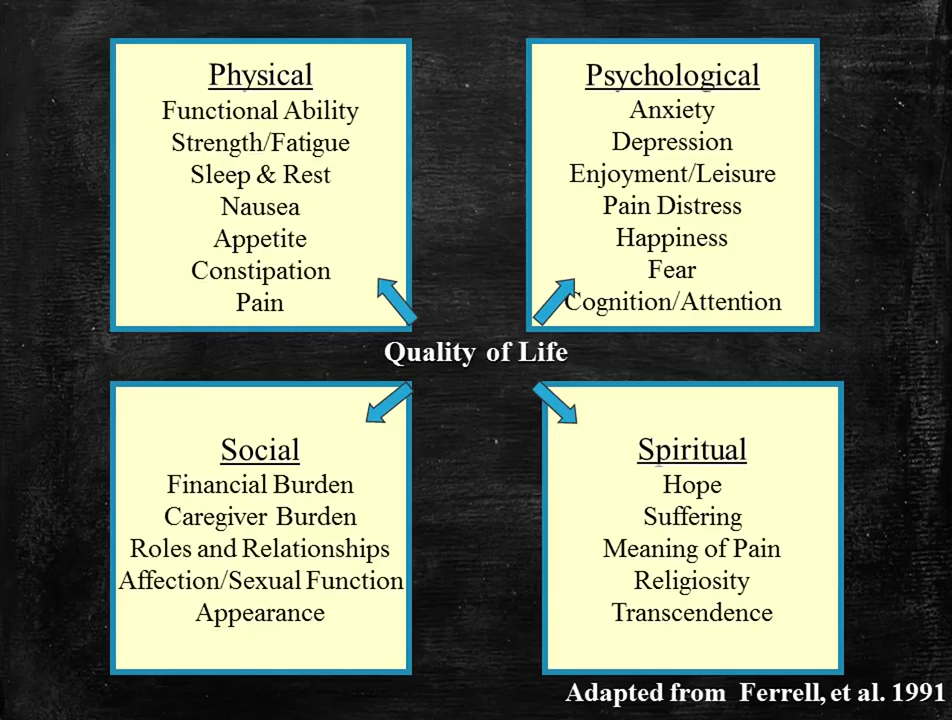 Physical
Functional Ability
Strength/Fatigue
Sleep & Rest
Nausea
Appetite
Constipation
Pain
Psychological
Anxiety
Depression
Enjoyment/Leisure
Pain Distress
Happiness
Fear
Cognition/Attention
Quality of Life
Social
Financial Burden
Caregiver Burden
Roles and Relationships
Affection/Sexual Function
Appearance
Spiritual
Hope
Suffering
Meaning of Pain
Religiosity
Transcendence
Adapted from Ferrell, et al. 1991